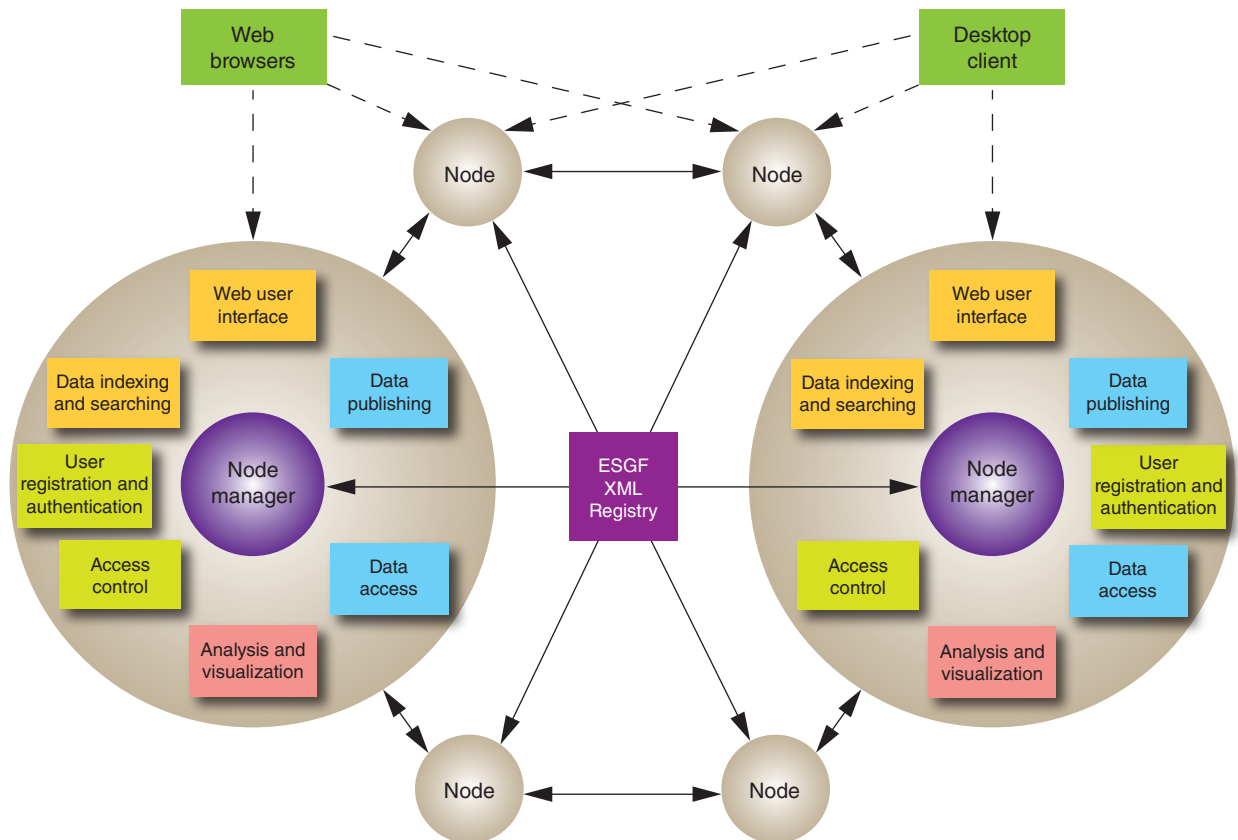 Web
browsers
Desktop
client
Node
Node
Web user
interface
Data indexing
and searching
Data
publishing
User
registration and
authentication
Node
manager
Access
control
Data
access
Analysis and
visualization
ESGF
XML
Registry
Web user
interface
Data indexing
and searching
Data
publishing
Node
manager
User
registration and
authentication
Access
control
Data
access
Analysis and
visualization
Node
Node